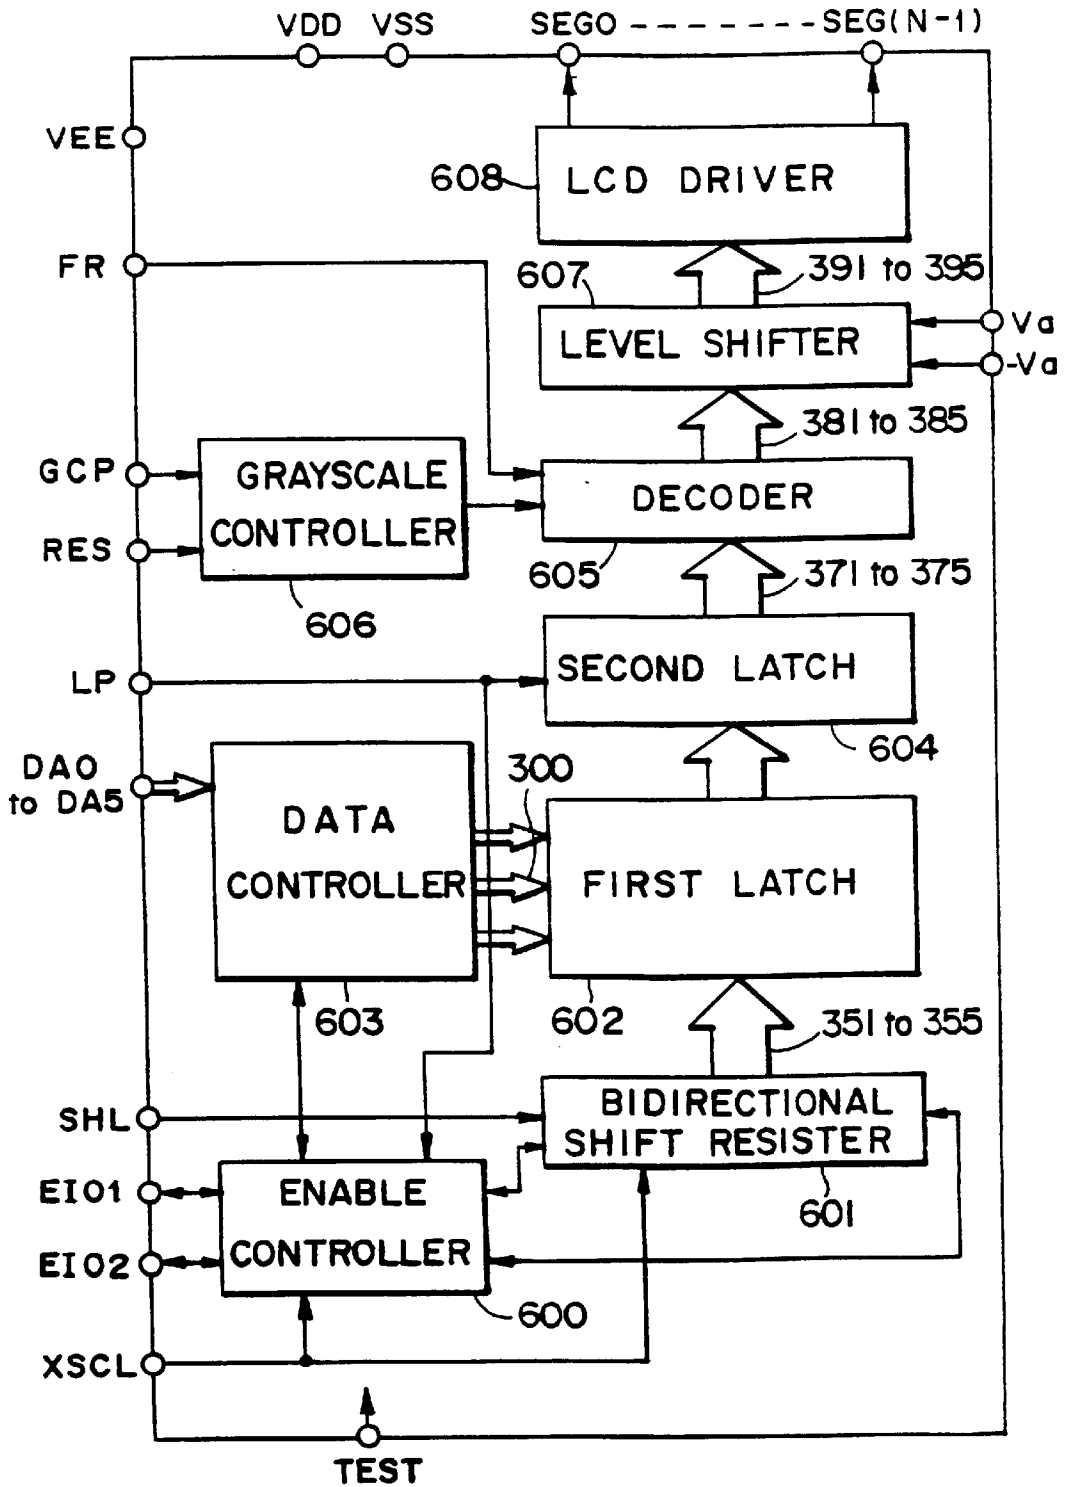 VDD VSS SEG0 SEG(N-1)
VEE
608 LCD DRIVER
FR
607 391 to 395
Va
LEVEL SHIFTER
-Va
381 to 385
GCP GRAYSCALE
DECODER
RES CONTROLLER
605 371 to 375
606
LP SECOND LATCH
604
DA0
to DA5
300
DATA
CONTROLLER FIRST LATCH
603 602 351 to 355
SHL BIDIRECTIONAL
SHIFT RESISTER
EIO1 ENABLE
601
EIO2 CONTROLLER
600
XSCL
TEST